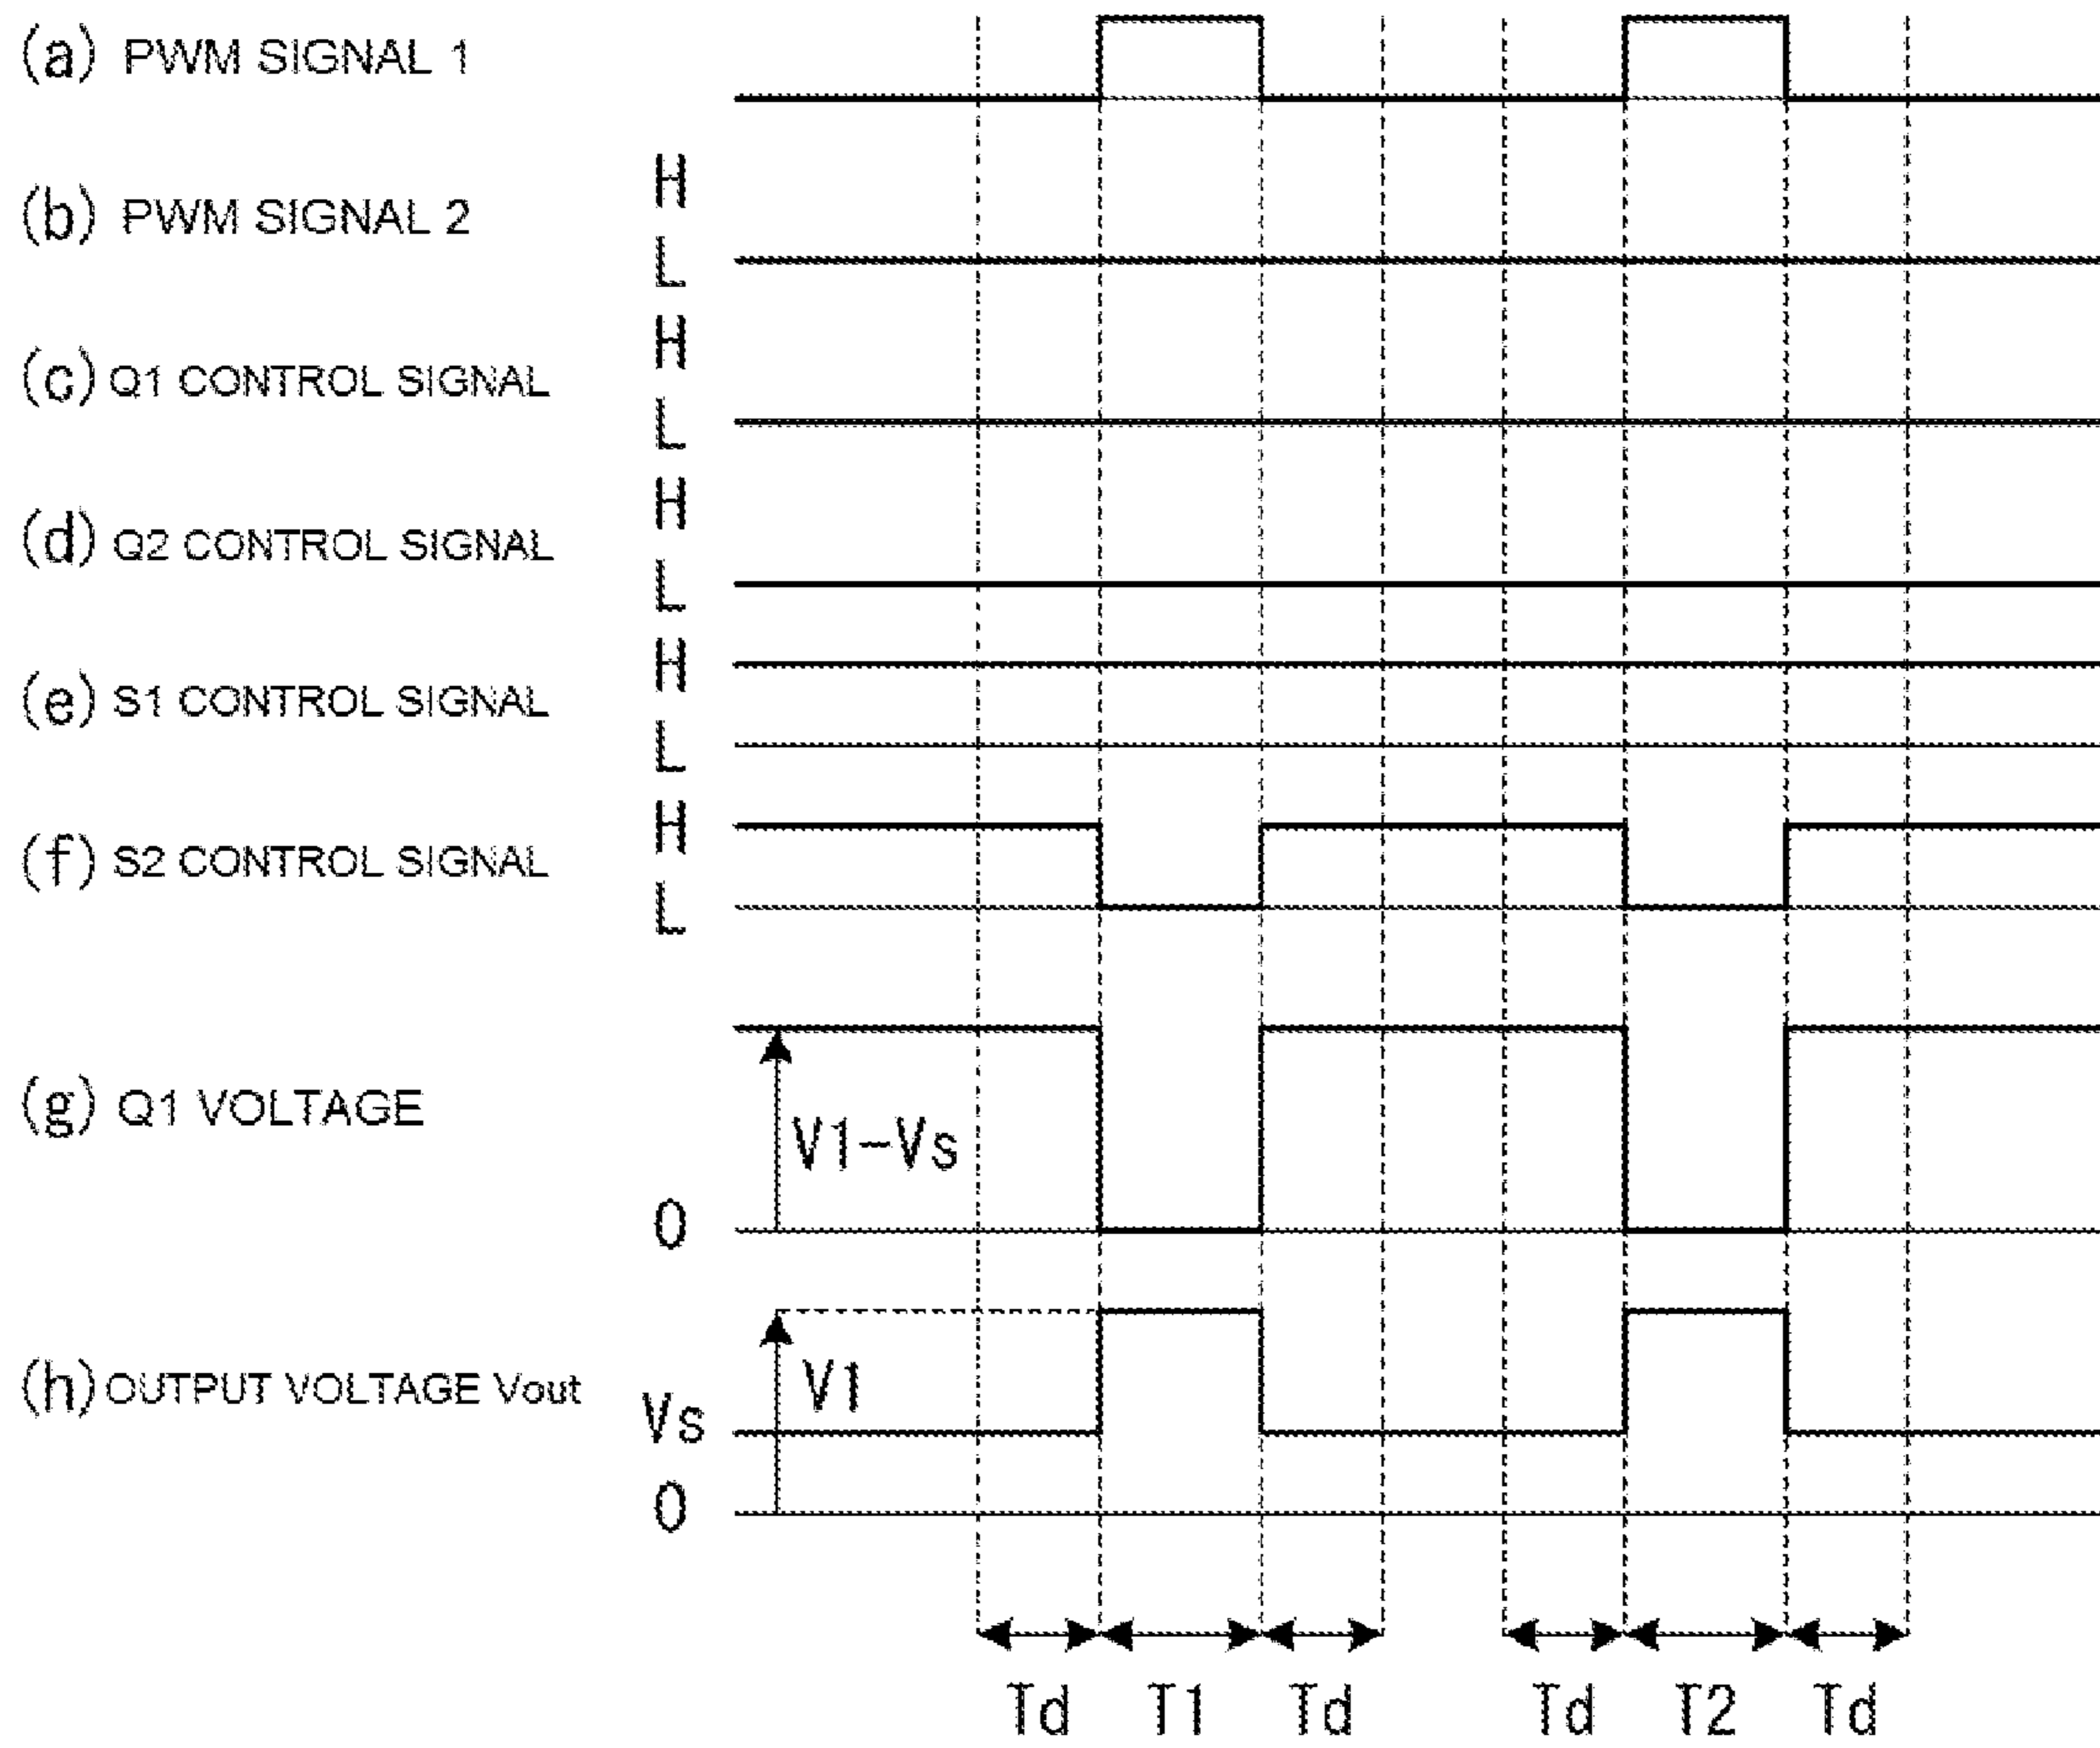 (a) PWM SIGNAL 1
H
(b) PWM SIGNAL 2
L
H
(c) Q1 CONTROL SIGNAL
L
H
(d) Q2 CONTROL SIGNAL
L
H
(e) S1 CONTROL SIGNAL
L
H
(f) S2 CONTROL SIGNAL
L
(g) Q1 VOLTAGE
V1-Vs
0
(h) OUTPUT VOLTAGE Vout
V1
Vs
0
Td T1 Td Td T2 Td